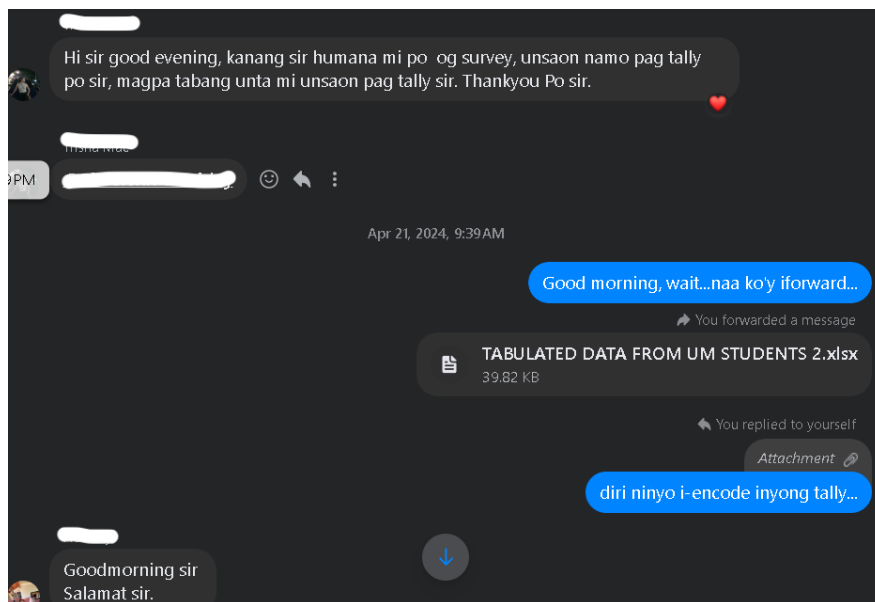 Hi sir good evening, kanang sir humana mi po og survey, unsaon namo pag tally
po sir, magpa tabang unta mi unsaon pag tally sir. Thankyou Po sir.
9PM
Apr 21, 2024, 9:39 AM
Good morning, wait...naa ko'y iforward...
You forwarded a message
TABULATED DATA FROM UM STUDENTS 2.xlsx
39.82 KB
You replied to yourself
Attachment
diri ninyo i-encode inyong tally...
Goodmorning sir
Salamat sir.